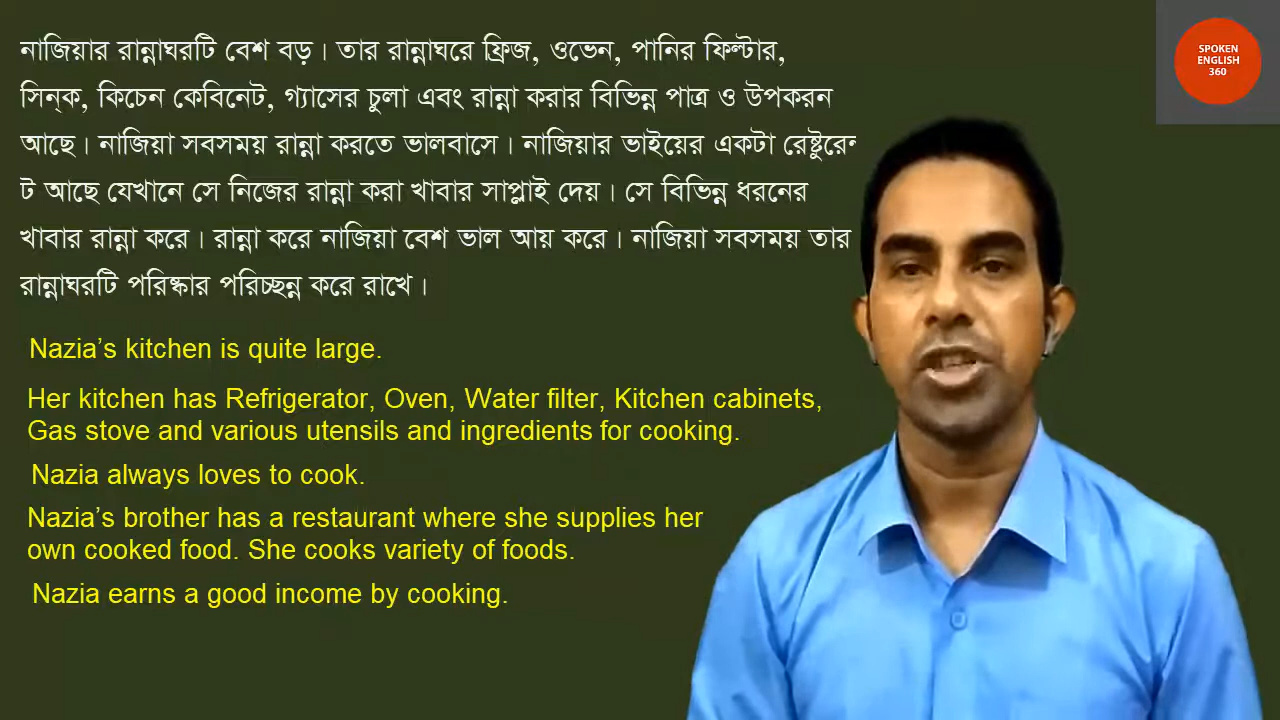 নাজিয়ার রান্নাঘরটি বেশ বড়। তার রান্নাঘরে ফ্রিজ, ওভেন, পানির ফিল্টার,
সিন্‌ক, কিচেন কেবিনেট, গ্যাসের চুলা এবং রান্না করার বিভিন্ন পাত্র ও উপকরন
আছে। নাজিয়া সবসময় রান্না করতে ভালবাসে। নাজিয়ার ভাইয়ের একটা রেষ্টুরেন
ট আছে যেখানে সে নিজের রান্না করা খাবার সাপ্লাই দেয়। সে বিভিন্ন ধরনের
খাবার রান্না করে। রান্না করে নাজিয়া বেশ ভাল আয় করে। নাজিয়া সবসময় তার
রান্নাঘরটি পরিষ্কার পরিচ্ছন্ন করে রাখে।
Nazia’s kitchen is quite large.
Her kitchen has Refrigerator, Oven, Water filter, Kitchen cabinets,
Gas stove and various utensils and ingredients for cooking.
Nazia always loves to cook.
Nazia’s brother has a restaurant where she supplies her
own cooked food. She cooks variety of foods.
Nazia earns a good income by cooking.
SPOKEN
ENGLISH
360